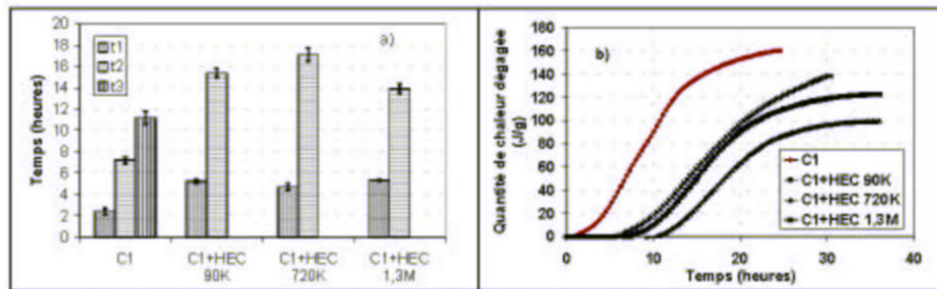 20
18
16
14
12
10
8
6
4
2
0
Temps (heures)
t1
t2
t3
a)
C1
C1+HEC 90K
C1+HEC 720K
C1+HEC 1,3M
160
140
120
100
80
60
40
20
0
Quantité de chaleur dégagée (J/g)
b)
C1
C1+HEC 90K
C1+HEC 720K
C1+HEC 1,3M
0
10
20
30
40
Temps (heures)